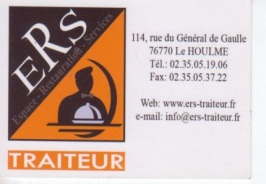 ERS
Espace - Restauration - Services
TRAITEUR
114, rue du Général de Gaulle
76770 Le HOULME
Tél.: 02.35.05.19.06
Fax: 02.35.05.37.22
Web: www.ers-traiteur.fr
e-mail: info@ers-traiteur.fr